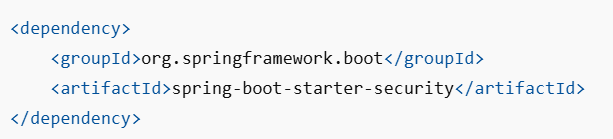 <dependency>
    <groupId>org.springframework.boot</groupId>
    <artifactId>spring-boot-starter-security</artifactId>
</dependency>